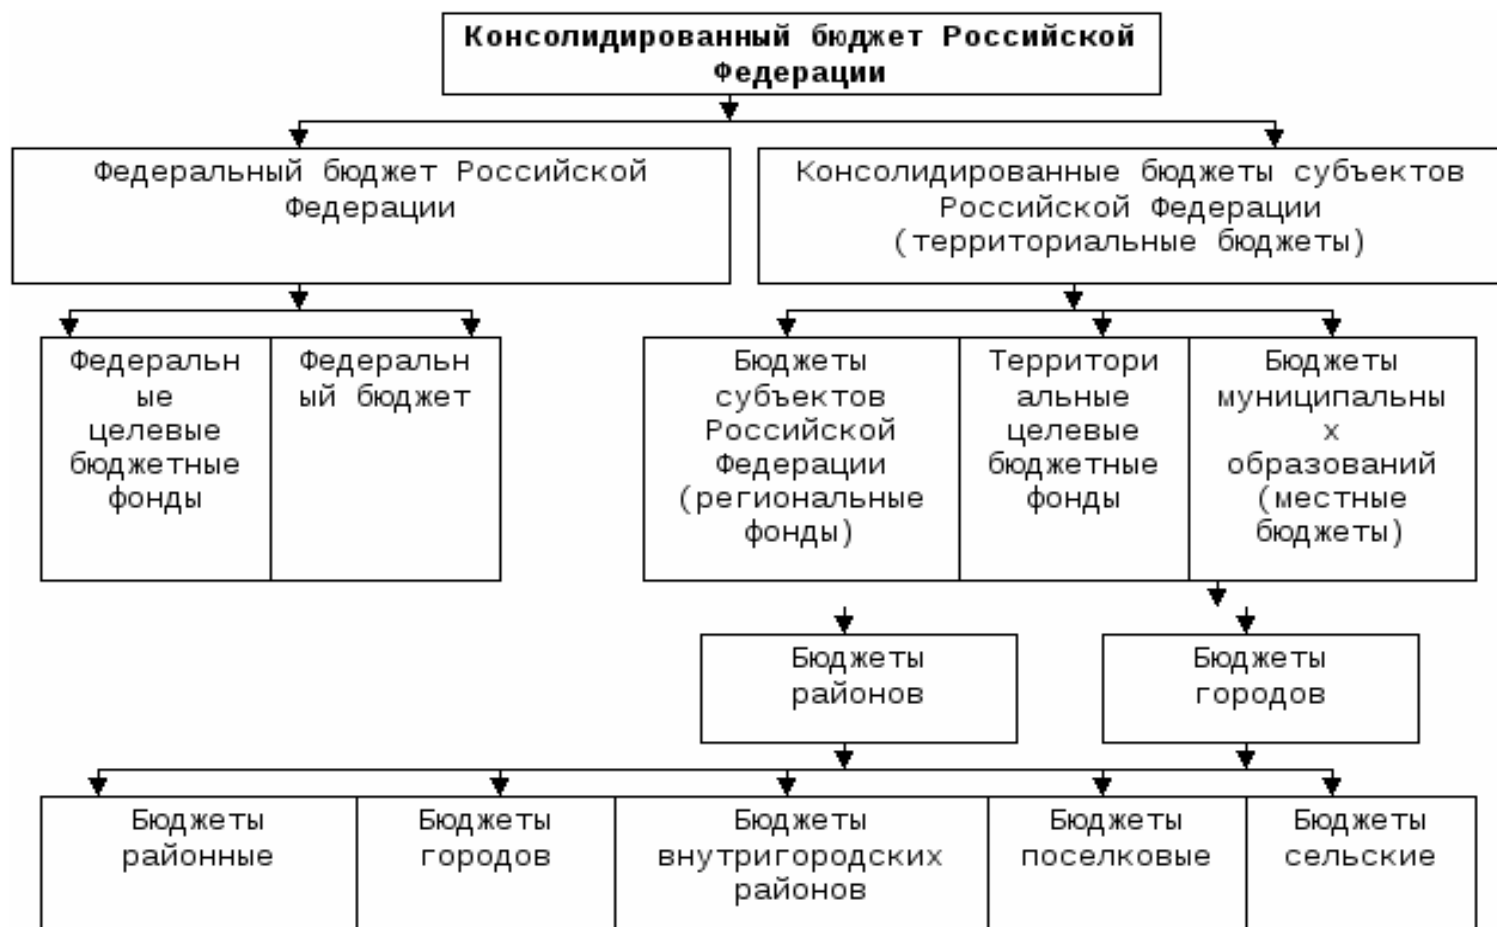 Консолидированный бюджет Российской
Федерации
Федеральный бюджет Российской
Федерации
Консолидированные бюджеты субъектов
Российской Федерации
(территориальные бюджеты)
Федеральн
ые
целевые
бюджетные
фонды
Федеральн
ый бюджет
Бюджеты
субъектов
Российской
Федерации
(региональные
фонды)
Территори
альные
целевые
бюджетные
фонды
Бюджеты
муниципальны
х
образований
(местные
бюджеты)
Бюджеты
районов
Бюджеты
городов
Бюджеты
районные
Бюджеты
городов
Бюджеты
внутригородских
районов
Бюджеты
поселковые
Бюджеты
сельские